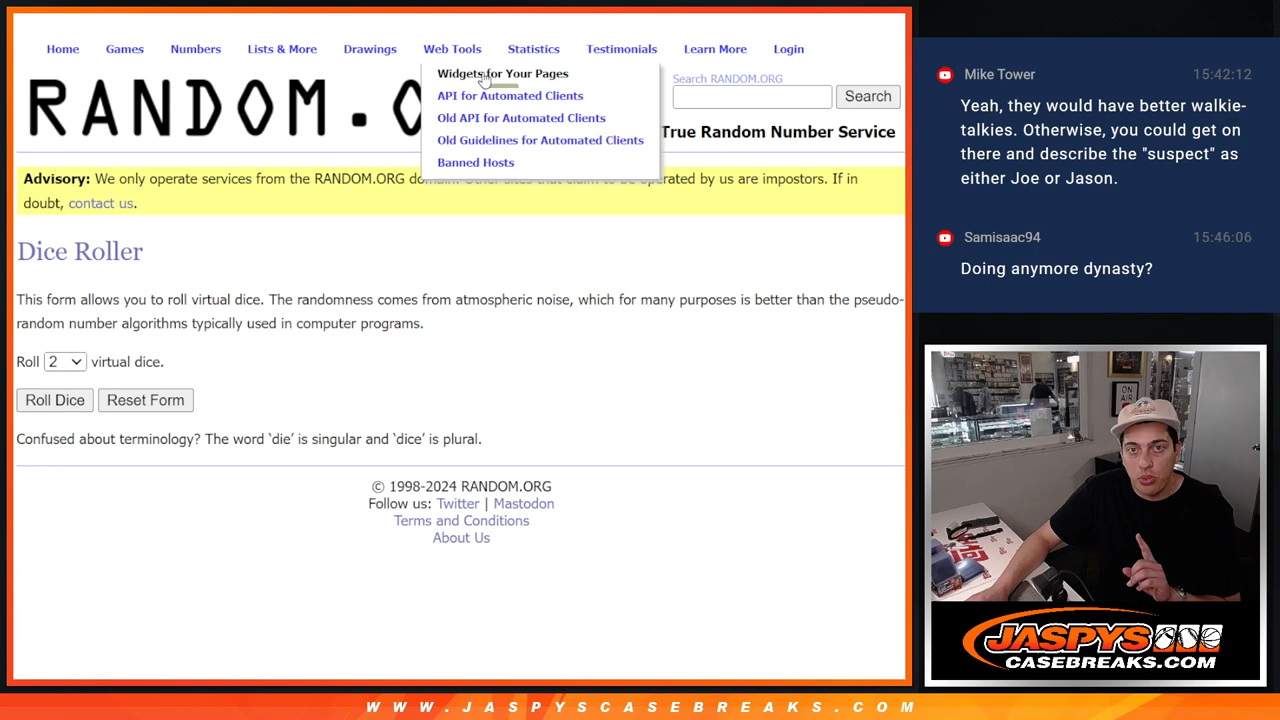 Home Games Numbers Lists & More Drawings Web Tools Statistics Testimonials Learn More Login
Widgets for Your Pages
API for Automated Clients
Old API for Automated Clients
Old Guidelines for Automated Clients
Banned Hosts
RANDOM.O
Search RANDOM.ORG
Search
True Random Number Service
Advisory: We only operate services from the RANDOM.ORG domain. Other sites that claim to be operated by us are impostors. If in
doubt, contact us.
Dice Roller
This form allows you to roll virtual dice. The randomness comes from atmospheric noise, which for many purposes is better than the pseudo-
random number algorithms typically used in computer programs.
Roll 2 virtual dice.
Roll Dice Reset Form
Confused about terminology? The word ‘die’ is singular and ‘dice’ is plural.
© 1998-2024 RANDOM.ORG
Follow us: Twitter | Mastodon
Terms and Conditions
About Us
Mike Tower 15:42:12
Yeah, they would have better walkie-
talkies. Otherwise, you could get on
there and describe the "suspect" as
either Joe or Jason.
Samisaac94 15:46:06
Doing anymore dynasty?
ON
AIR
JASPYS
CASEBREAKS.COM
WWW.JASPYSCASEBREAKS.COM